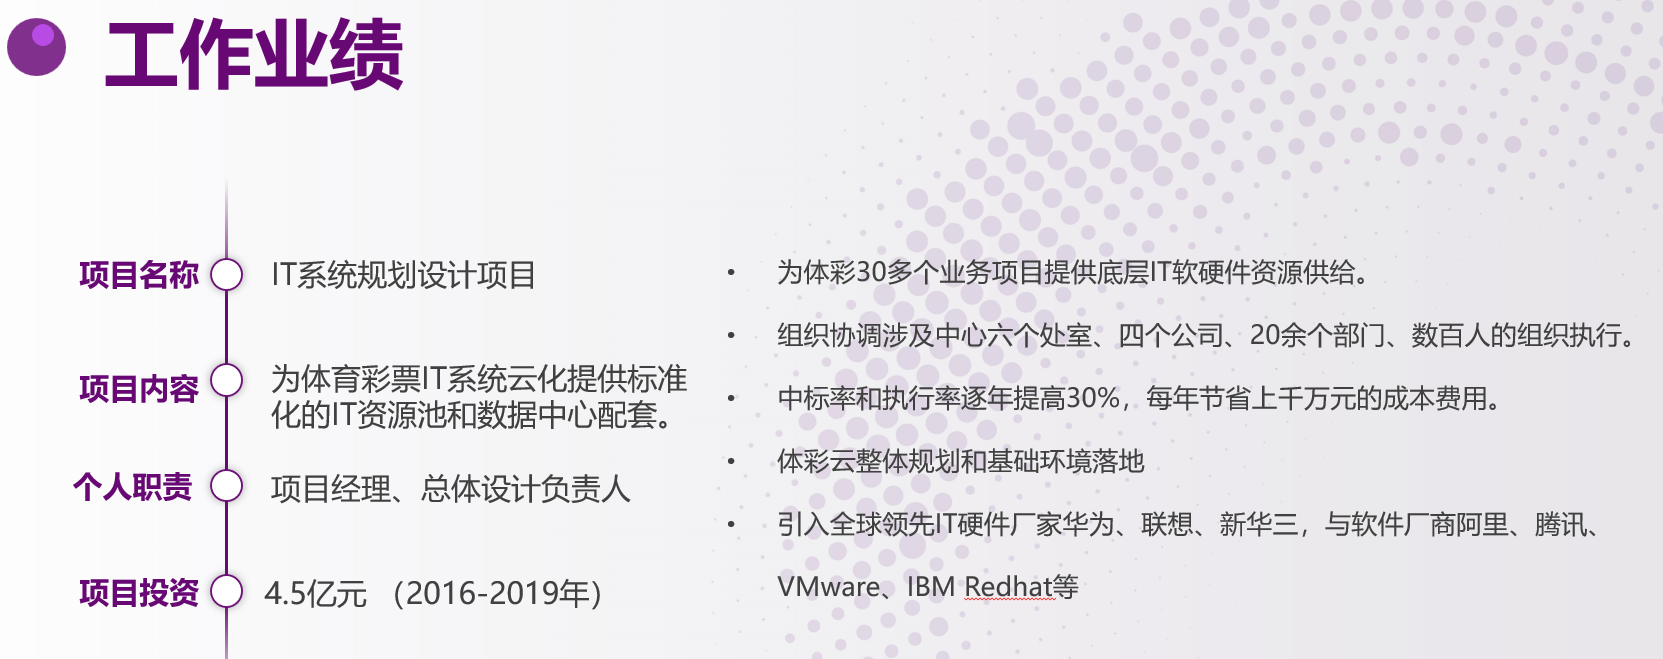 工作业绩
项目名称
IT系统规划设计项目
项目内容
为体育彩票IT系统云化提供标准
化的IT资源池和数据中心配套。
个人职责
项目经理、总体设计负责人
项目投资
4.5亿元 （2016-2019年）
• 为体彩30多个业务项目提供底层IT软硬件资源供给。
• 组织协调涉及中心六个处室、四个公司、20余个部门、数百人的组织执行。
• 中标率和执行率逐年提高30%，每年节省上千万元的成本费用。
• 体彩云整体规划和基础环境落地
• 引入全球领先IT硬件厂家华为、联想、新华三，与软件厂商阿里、腾讯、
VMware、IBM Redhat等